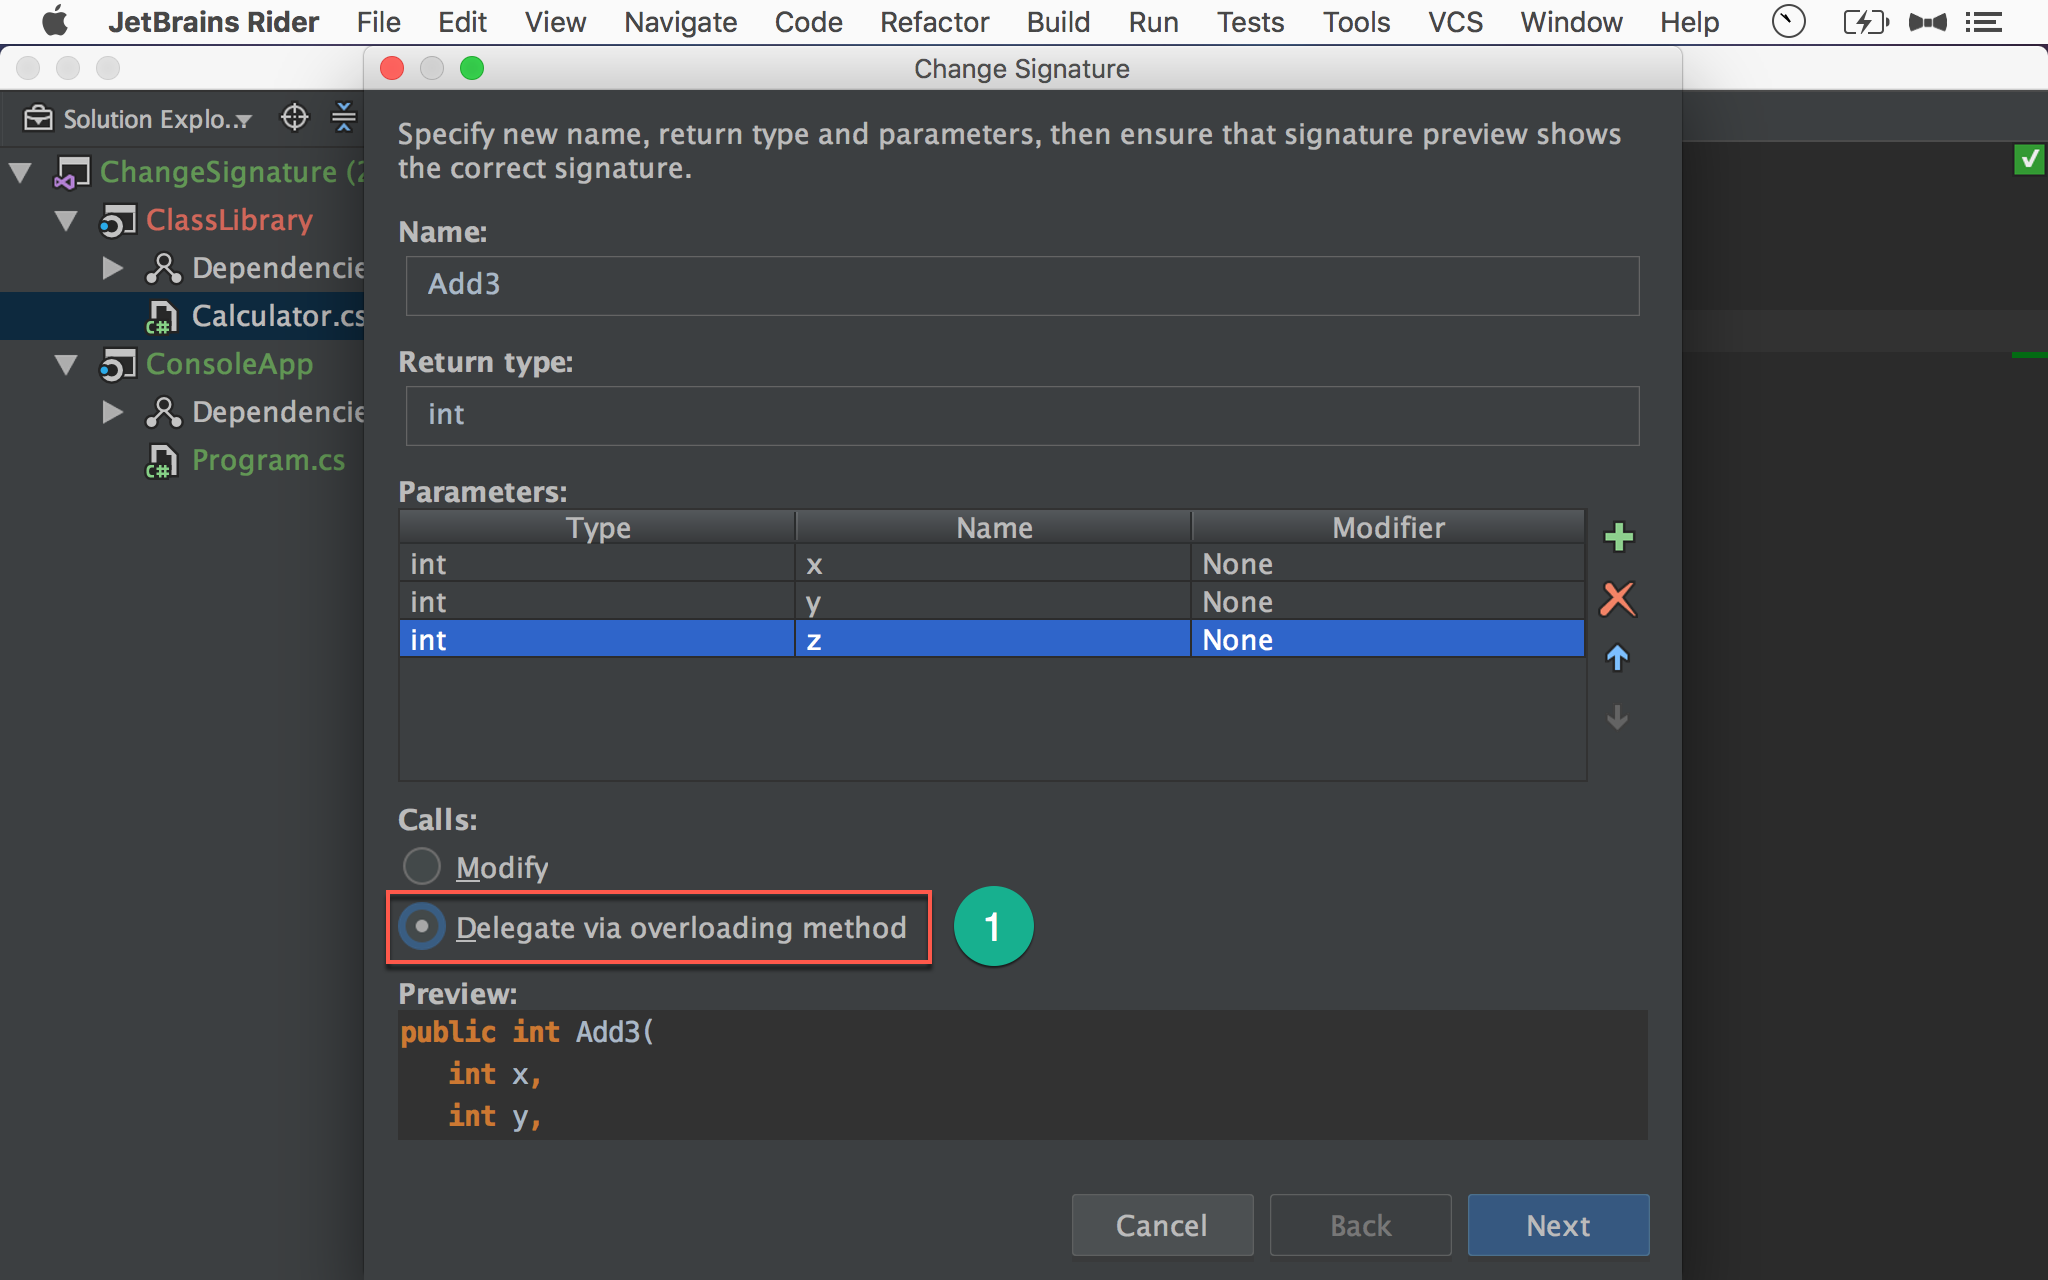 JetBrains Rider File Edit View Navigate Code Refactor Build Run Tests Tools VCS Window Help
Change Signature
Solution Explo...
ChangeSignature (2
ClassLibrary
Dependencie
Calculator.cs
ConsoleApp
Dependencie
Program.cs
Specify new name, return type and parameters, then ensure that signature preview shows
the correct signature.
Name:
Add3
Return type:
int
Parameters:
Type Name Modifier
int x None
int y None
int z None
Calls:
Modify
Delegate via overloading method
1
Preview:
public int Add3(
int x,
int y,
Cancel Back Next